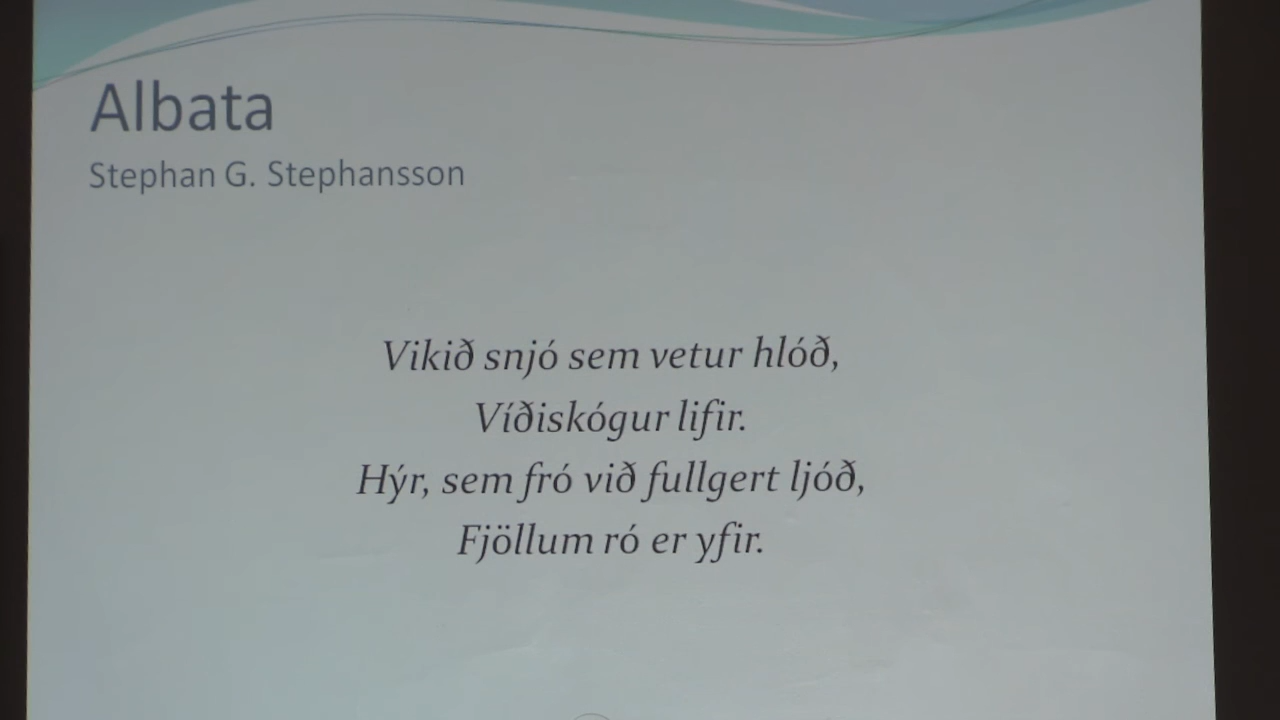 Albata
Stephan G. Stephansson
Vikið snjó sem vetur hlóð,
Víðiskógur lifir.
Hýr, sem fró við fullgert ljóð,
Fjöllum ró er yfir.